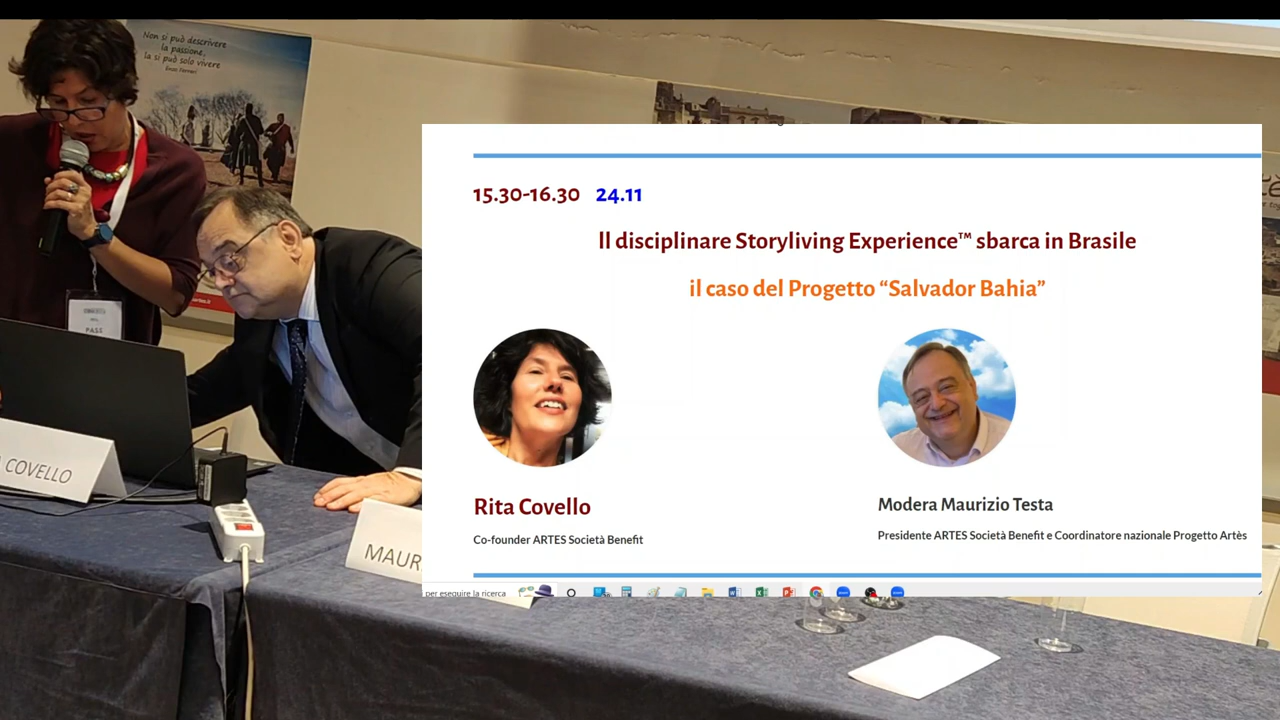 Non si può descrivere
la passione,
la si può solo vivere
Enzo Ferrari
PASS
COVELLO
MAUR
15.30-16.30 24.11
Il disciplinare Storyliving Experience™ sbarca in Brasile
il caso del Progetto “Salvador Bahia”
Rita Covello
Co-founder ARTES Società Benefit
Modera Maurizio Testa
Presidente ARTES Società Benefit e Coordinatore nazionale Progetto Artès
per eseguire la ricerca